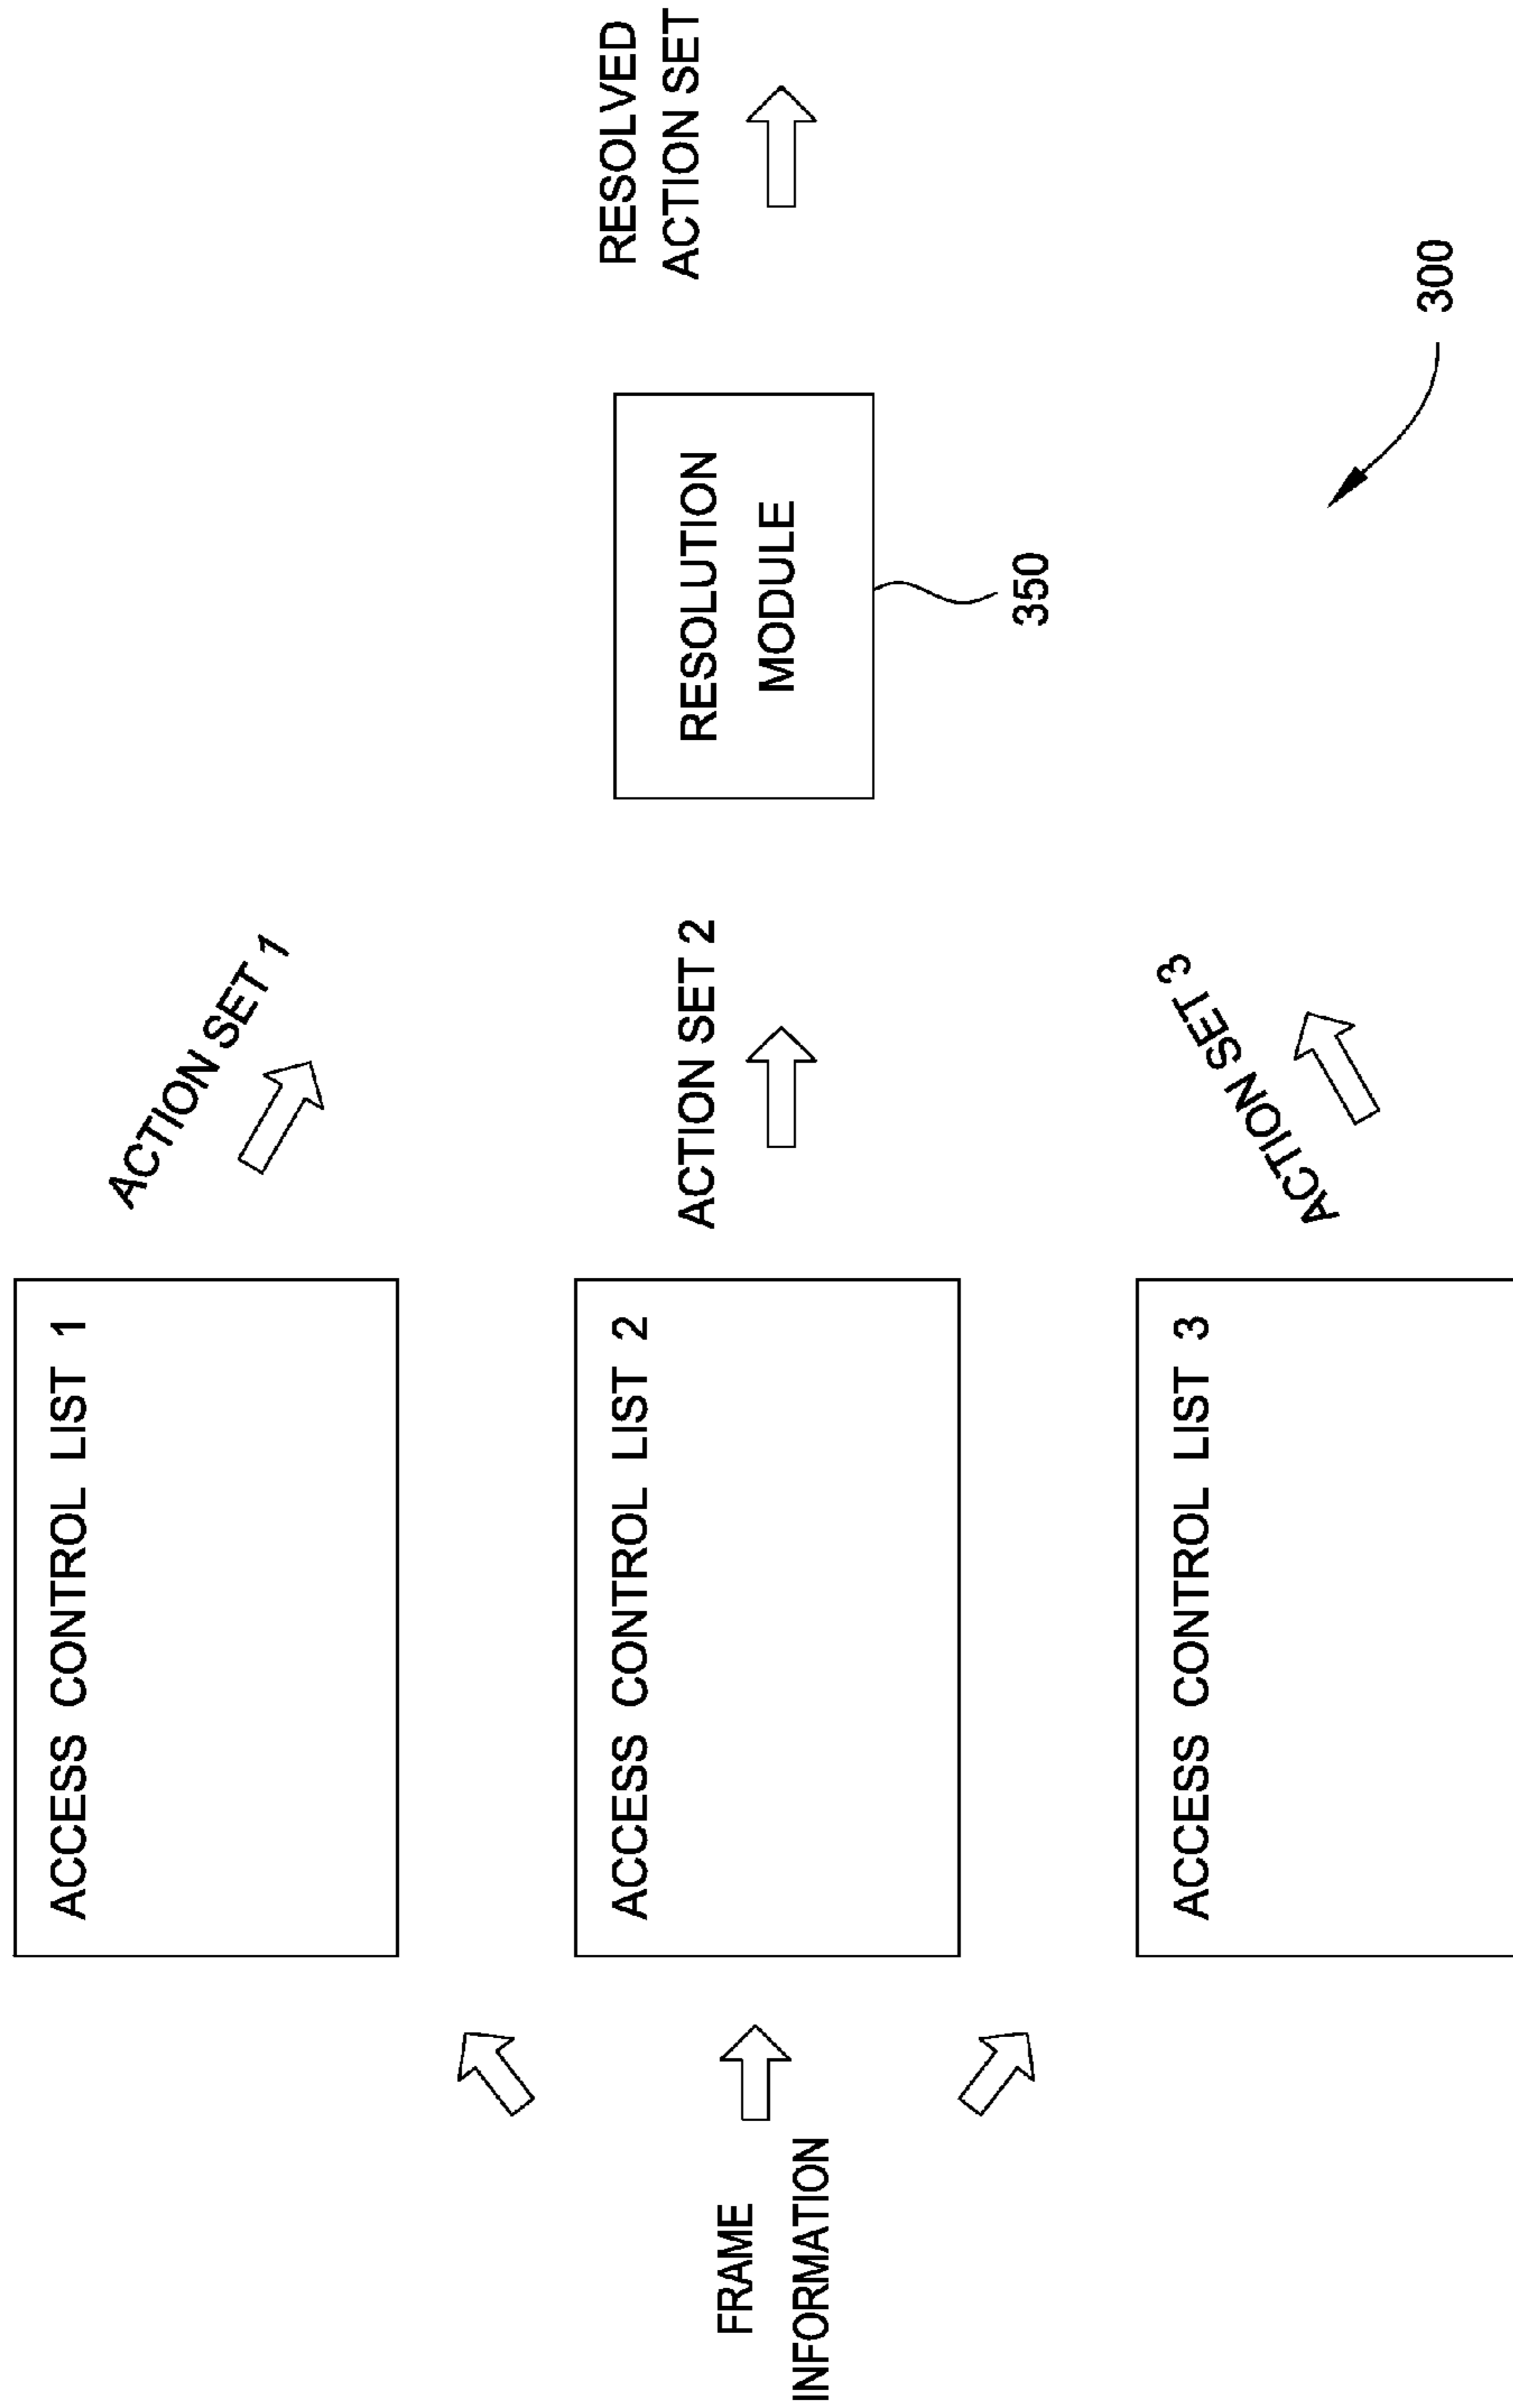 FRAME
INFORMATION
ACCESS CONTROL LIST 1
ACCESS CONTROL LIST 2
ACCESS CONTROL LIST 3
ACTION SET 1
ACTION SET 2
ACTION SET 3
RESOLUTION
MODULE
350
RESOLVED
ACTION SET
300